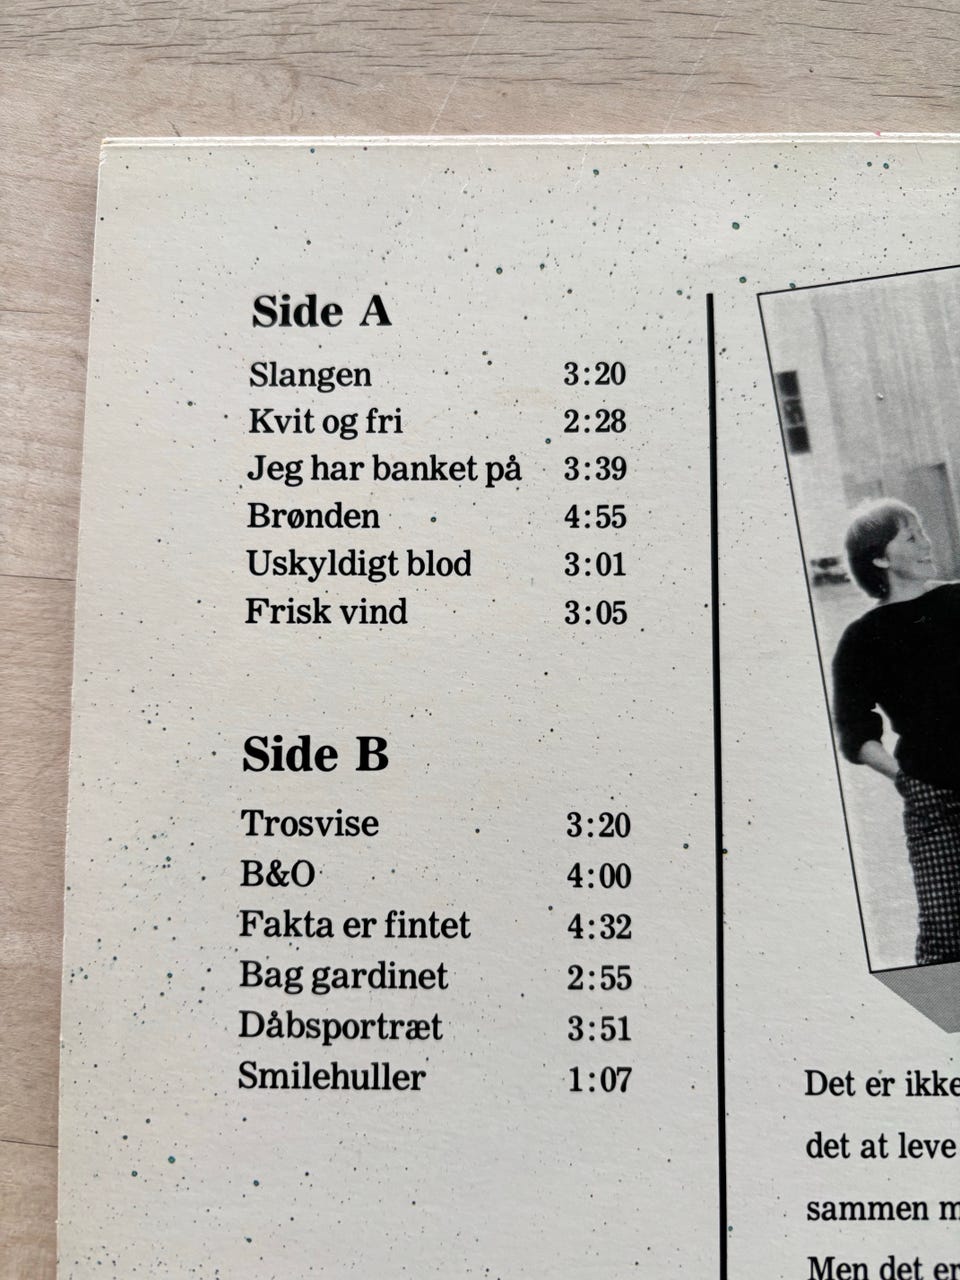 Side A
Slangen 3:20
Kvit og fri 2:28
Jeg har banket på 3:39
Brønden 4:55
Uskyldigt blod 3:01
Frisk vind 3:05
Side B
Trosvise 3:20
B&O 4:00
Fakta er fintet 4:32
Bag gardinet 2:55
Dåbsportræt 3:51
Smilehuller 1:07
Det er ikke
det at leve
sammen
Men det er